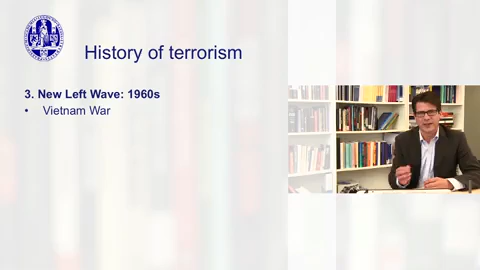 History of terrorism
3. New Left Wave: 1960s
• Vietnam War